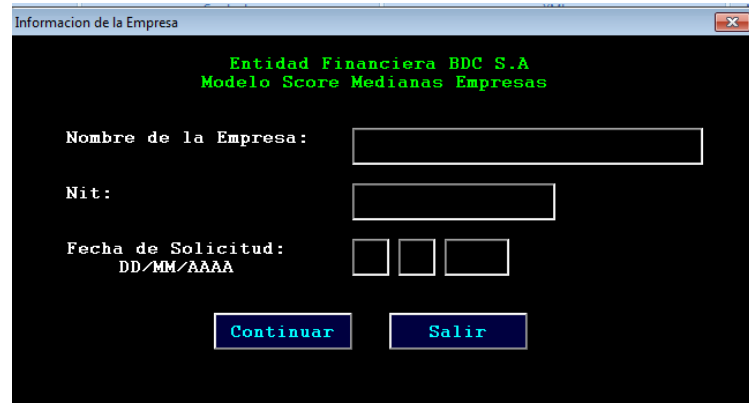 Informacion de la Empresa
Entidad Financiera BDC S.A
Modelo Score Medianas Empresas
Nombre de la Empresa:
Nit:
Fecha de Solicitud:
DD/MM/AAAA
Continuar
Salir